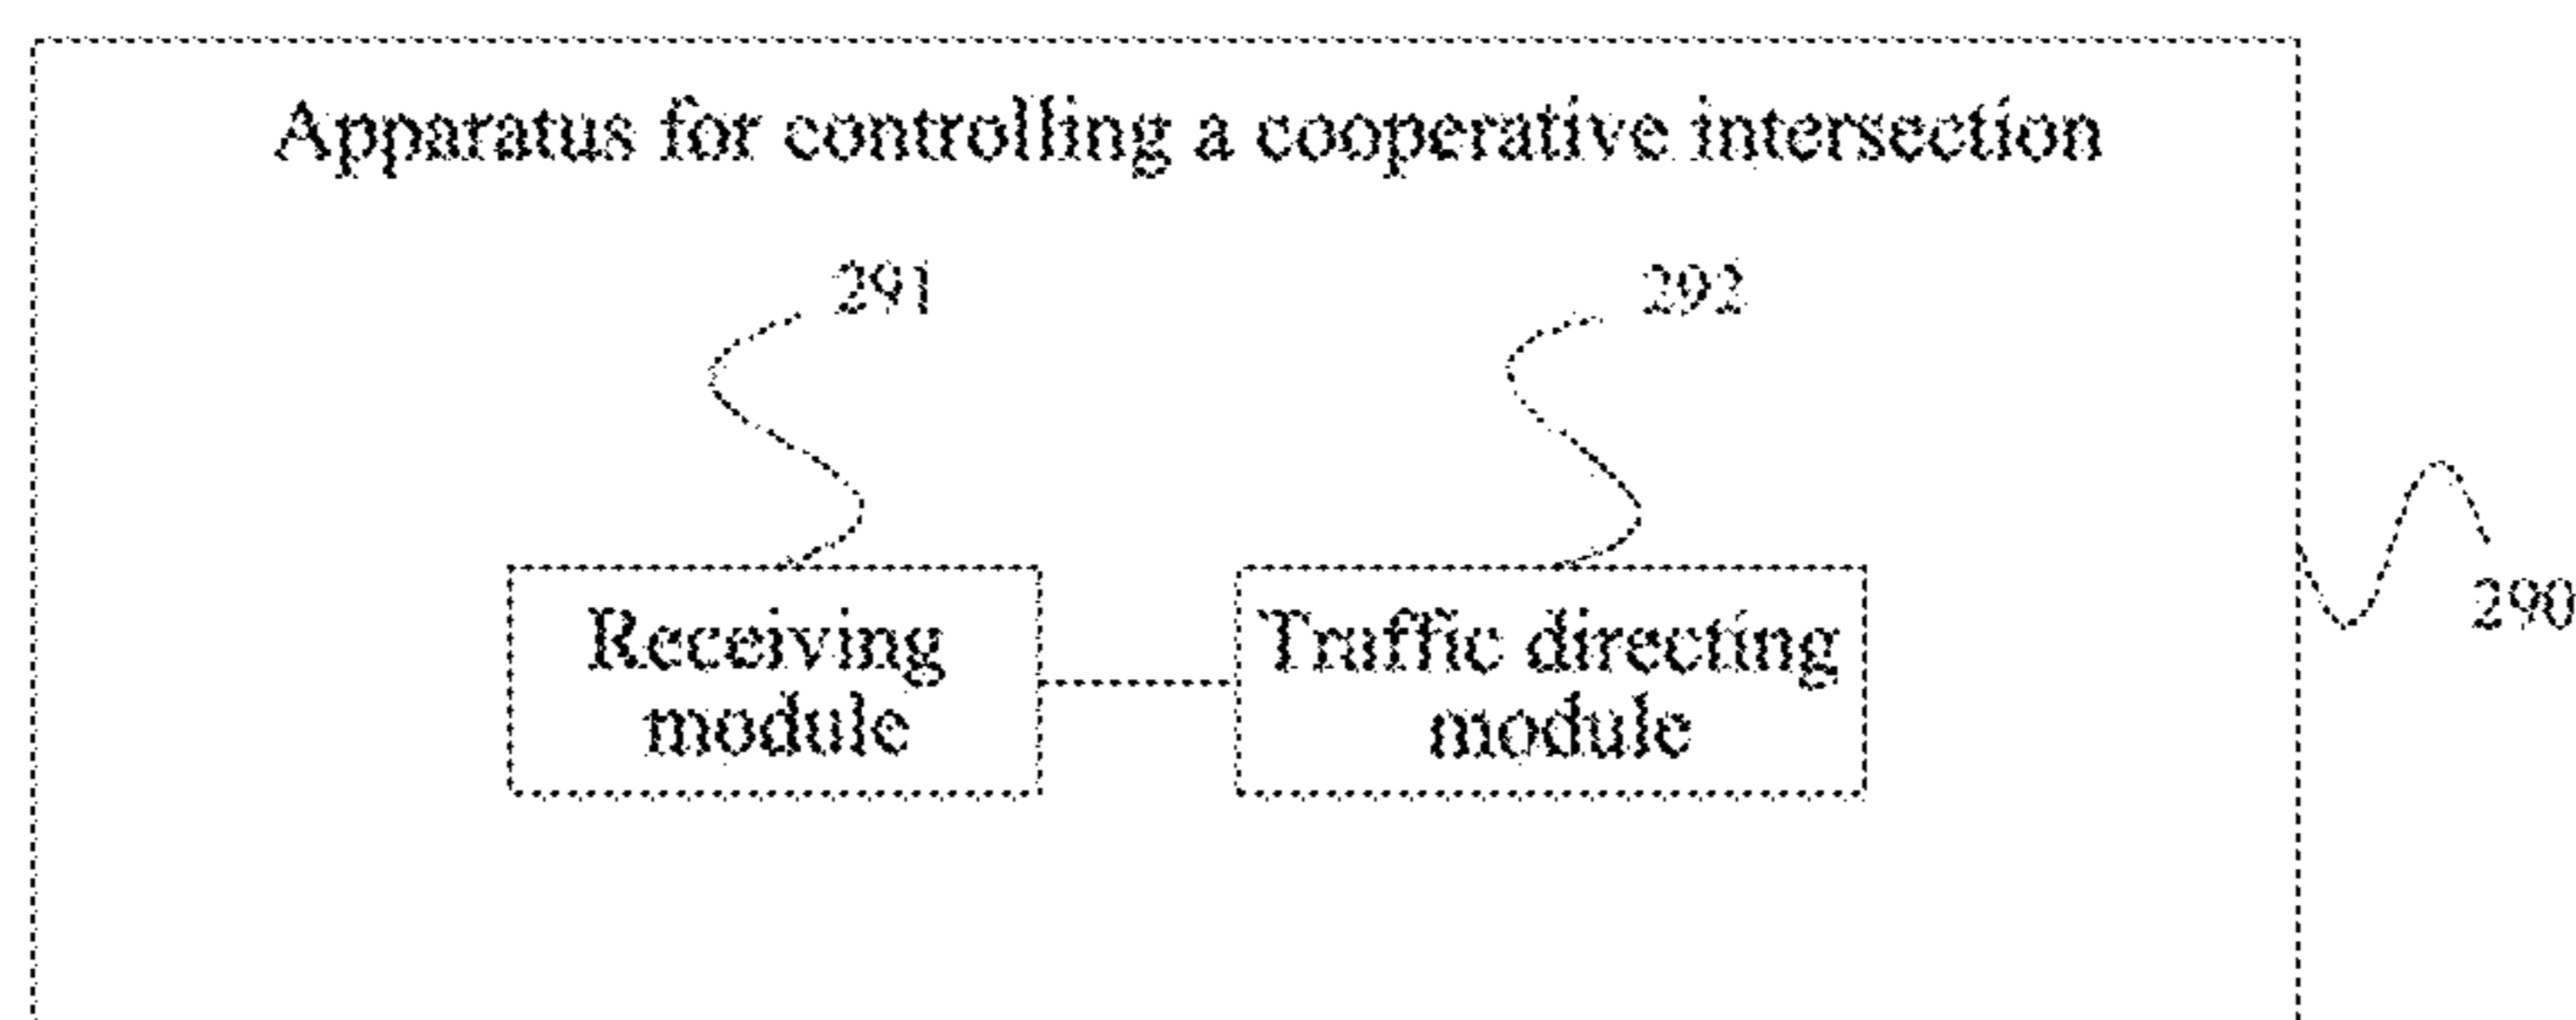 Apparatus for controlling a cooperative intersection
291
292
290
Receiving
module
Traffic directing
module